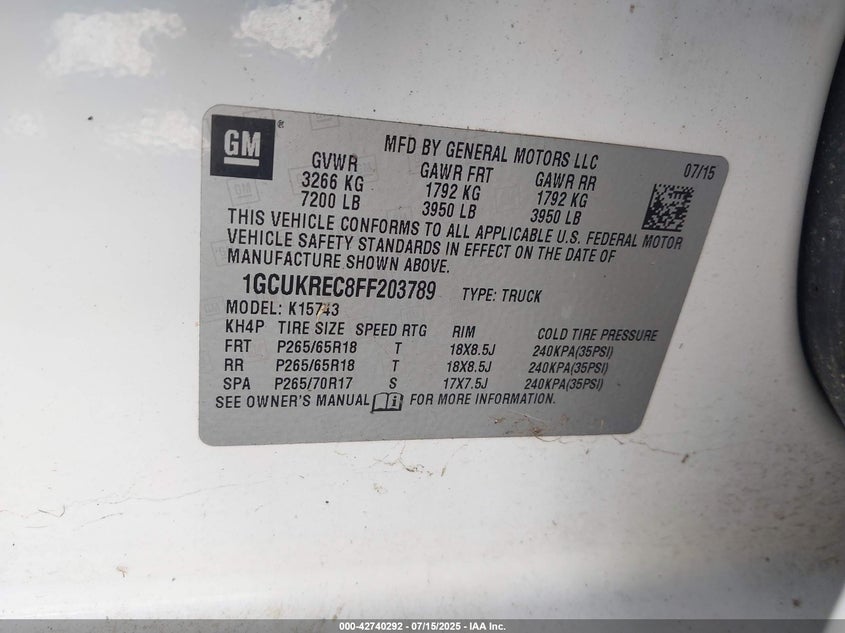 GM ®
MFD BY GENERAL MOTORS LLC
07/15
GVWR GAWR FRT GAWR RR
3266 KG 1792 KG 1792 KG
7200 LB 3950 LB 3950 LB
THIS VEHICLE CONFORMS TO ALL APPLICABLE U.S. FEDERAL MOTOR
VEHICLE SAFETY STANDARDS IN EFFECT ON THE DATE OF
MANUFACTURE SHOWN ABOVE.
1GCUKREC8FF203789 TYPE: TRUCK
MODEL: K15743
KH4P TIRE SIZE SPEED RTG RIM COLD TIRE PRESSURE
FRT P265/65R18 T 18X8.5J 240KPA(35PSI)
RR P265/65R18 T 18X8.5J 240KPA(35PSI)
SPA P265/70R17 S 17X7.5J 240KPA(35PSI)
SEE OWNER'S MANUAL FOR MORE INFORMATION.
000-42740292 - 07/15/2025 - IAA Inc.